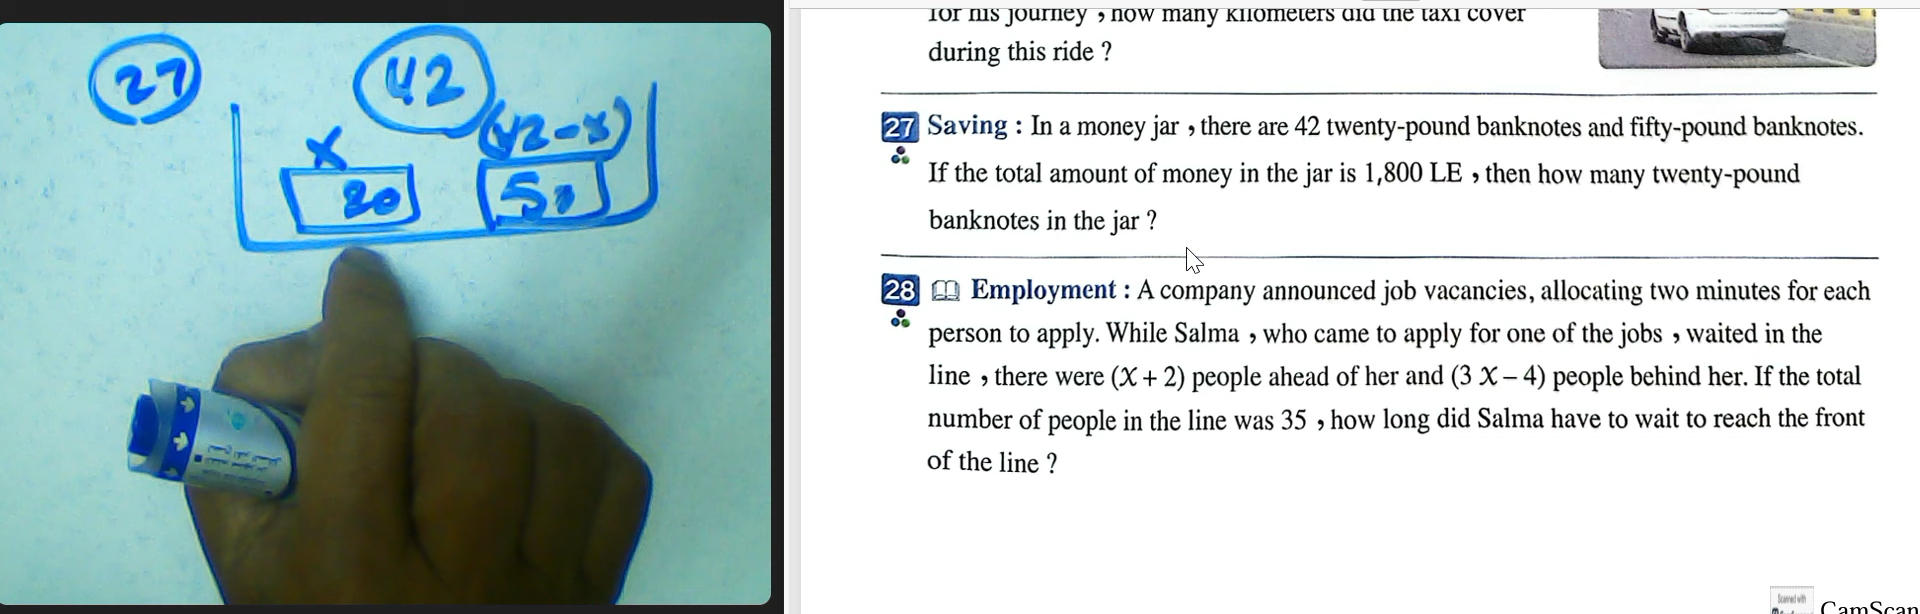 27
42
x
(42-x)
20
50
for his journey , how many kilometers did the taxi cover
during this ride ?
27 Saving : In a money jar , there are 42 twenty-pound banknotes and fifty-pound banknotes.
If the total amount of money in the jar is 1,800 LE , then how many twenty-pound
banknotes in the jar ?
28 Employment : A company announced job vacancies, allocating two minutes for each
person to apply. While Salma , who came to apply for one of the jobs , waited in the
line , there were (X + 2) people ahead of her and (3 X – 4) people behind her. If the total
number of people in the line was 35 , how long did Salma have to wait to reach the front
of the line ?
Scanned with
CamScan